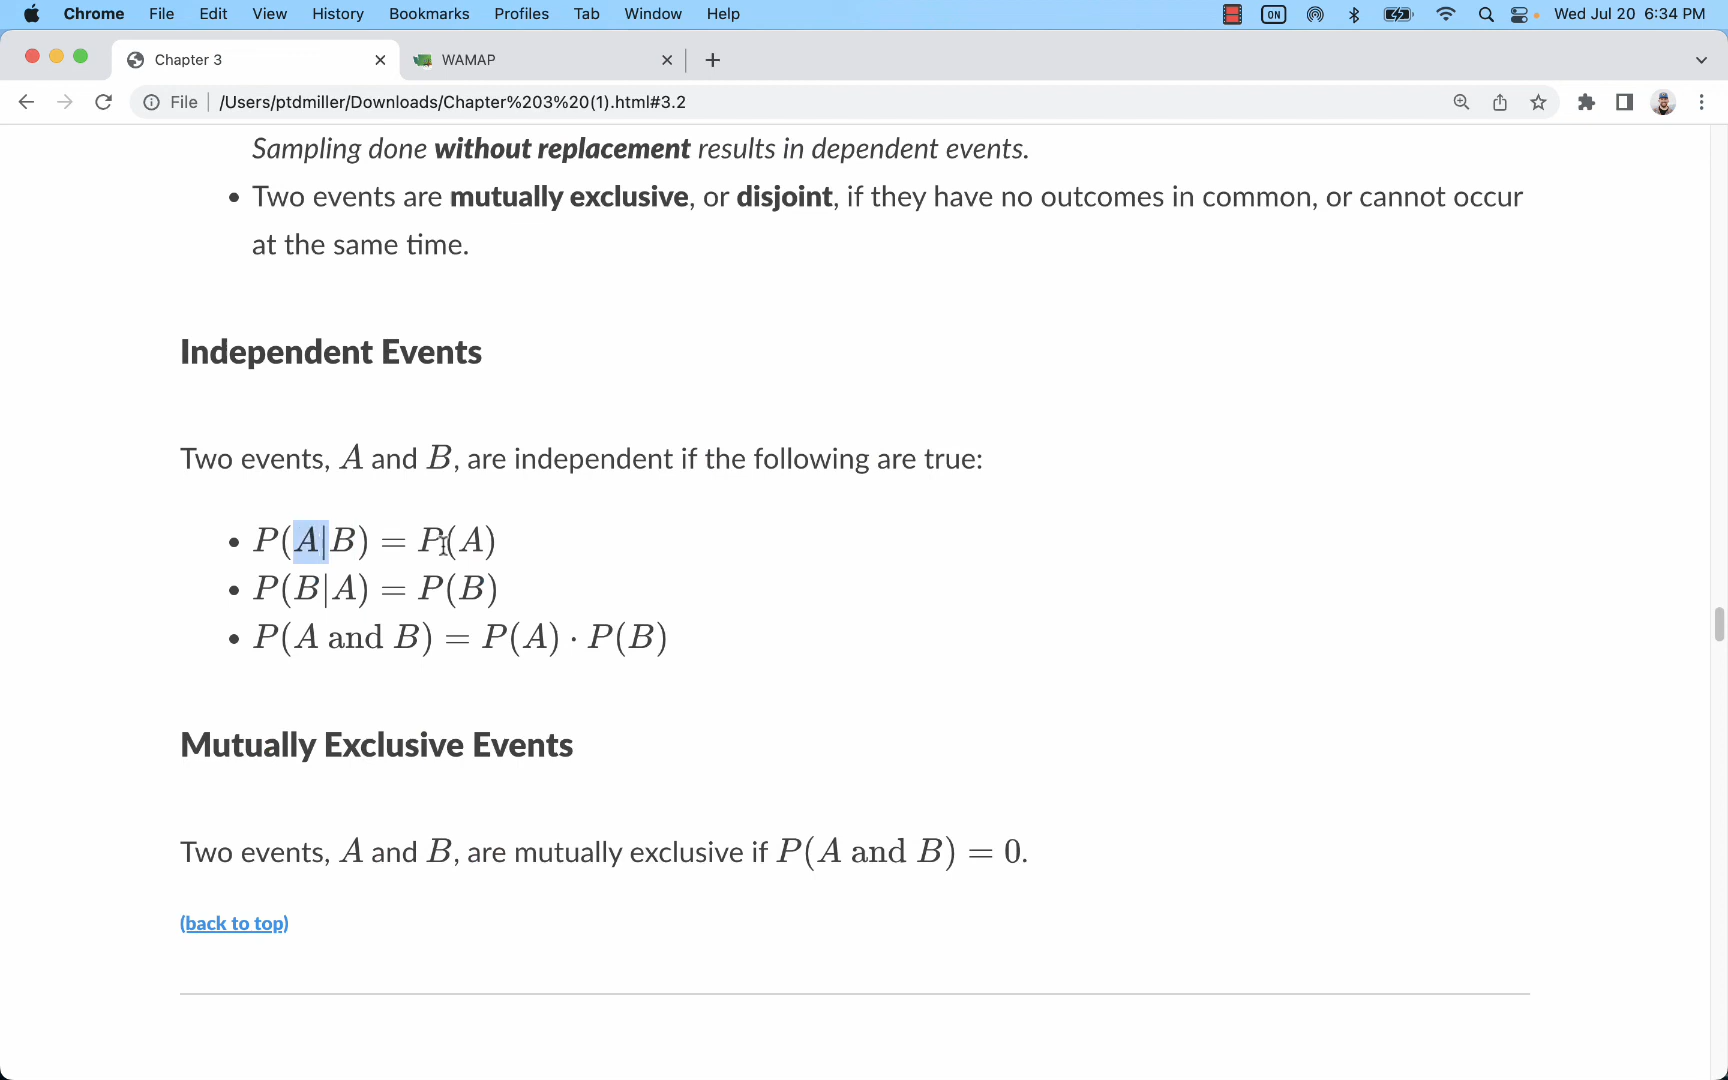 Chrome File Edit View History Bookmarks Profiles Tab Window Help ON Wed Jul 20 6:34 PM
Chapter 3 WAMAP
File /Users/ptdmiller/Downloads/Chapter%203%20(1).html#3.2
Sampling done without replacement results in dependent events.
• Two events are mutually exclusive, or disjoint, if they have no outcomes in common, or cannot occur
at the same time.
Independent Events
Two events, A and B, are independent if the following are true:
• P(A|B) = P(A)
• P(B|A) = P(B)
• P(A and B) = P(A) · P(B)
Mutually Exclusive Events
Two events, A and B, are mutually exclusive if P(A and B) = 0.
(back to top)